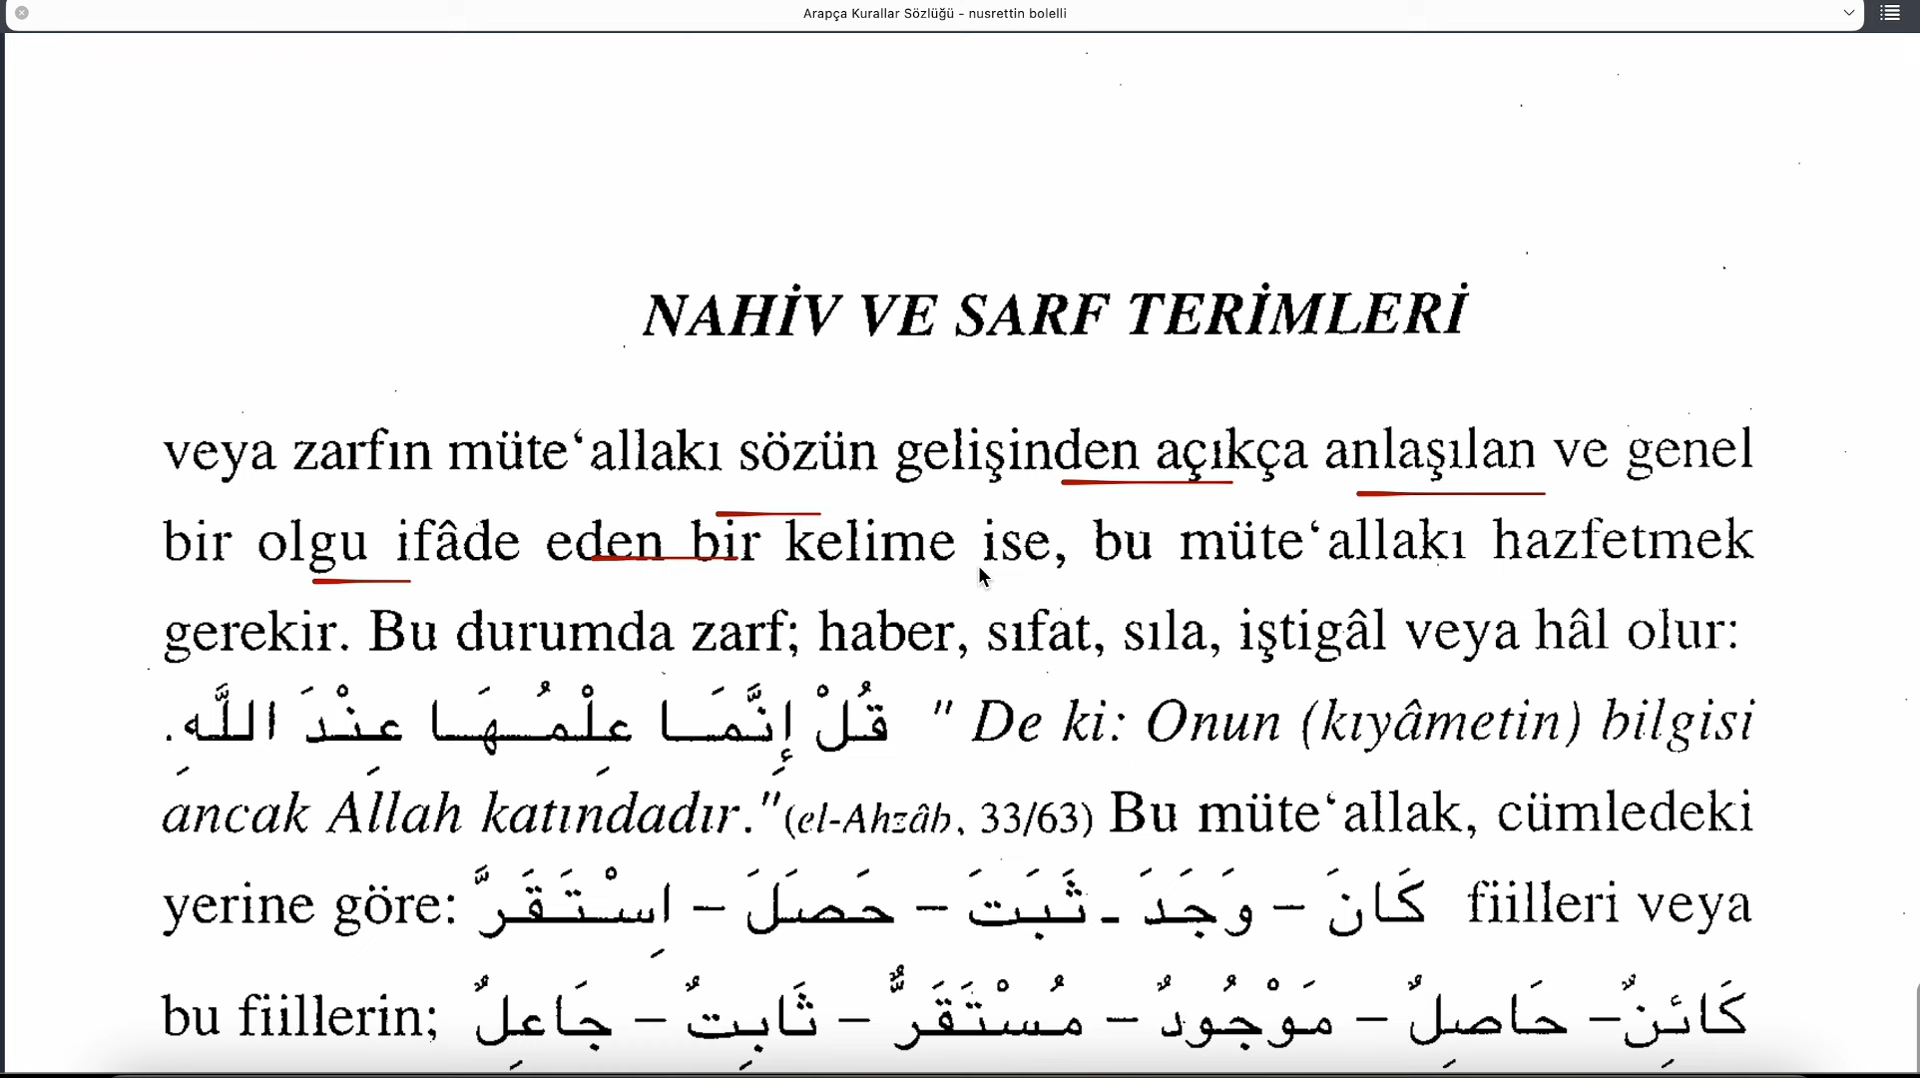 Arapça Kurallar Sözlüğü - nusrettin bolelli
NAHİV VE SARF TERİMLERİ
veya zarfın müte‘allakı sözün gelişinden açıkça anlaşılan ve genel
bir olgu ifâde eden bir kelime ise, bu müte‘allakı hazfetmek
gerekir. Bu durumda zarf; haber, sıfat, sıla, iştigâl veya hâl olur:
قُلْ إِنَّمَا عِلْمُهَا عِنْدَ اللَّهِ. " De ki: Onun (kıyâmetin) bilgisi
ancak Allah katındadır."(el-Ahzâb, 33/63) Bu müte‘allak, cümledeki
yerine göre: كَانَ – وَجَدَ - ثَبَتَ – حَصَلَ – اِسْتَقَرَّ fiilleri veya
bu fiillerin; كَائِنٌ – حَاصِلٌ – مَوْجُودٌ – مُسْتَقَرٌّ – ثَابِتٌ – جَاعِلٌ